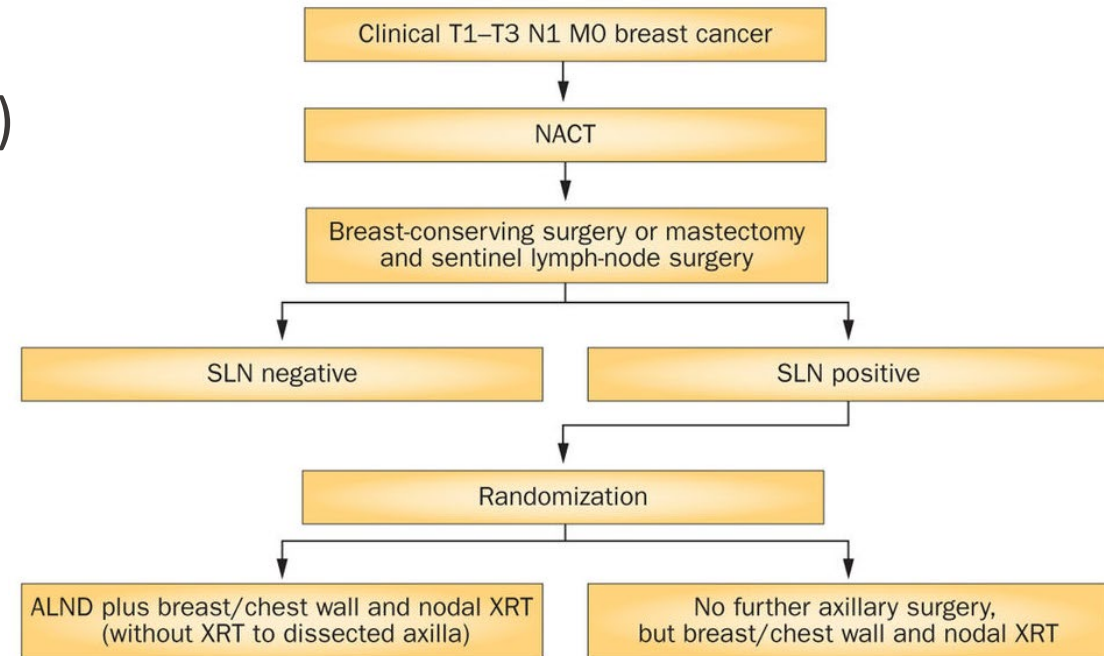 )
Clinical T1–T3 N1 M0 breast cancer
NACT
Breast-conserving surgery or mastectomy
and sentinel lymph-node surgery
SLN negative
SLN positive
Randomization
ALND plus breast/chest wall and nodal XRT
(without XRT to dissected axilla)
No further axillary surgery,
but breast/chest wall and nodal XRT